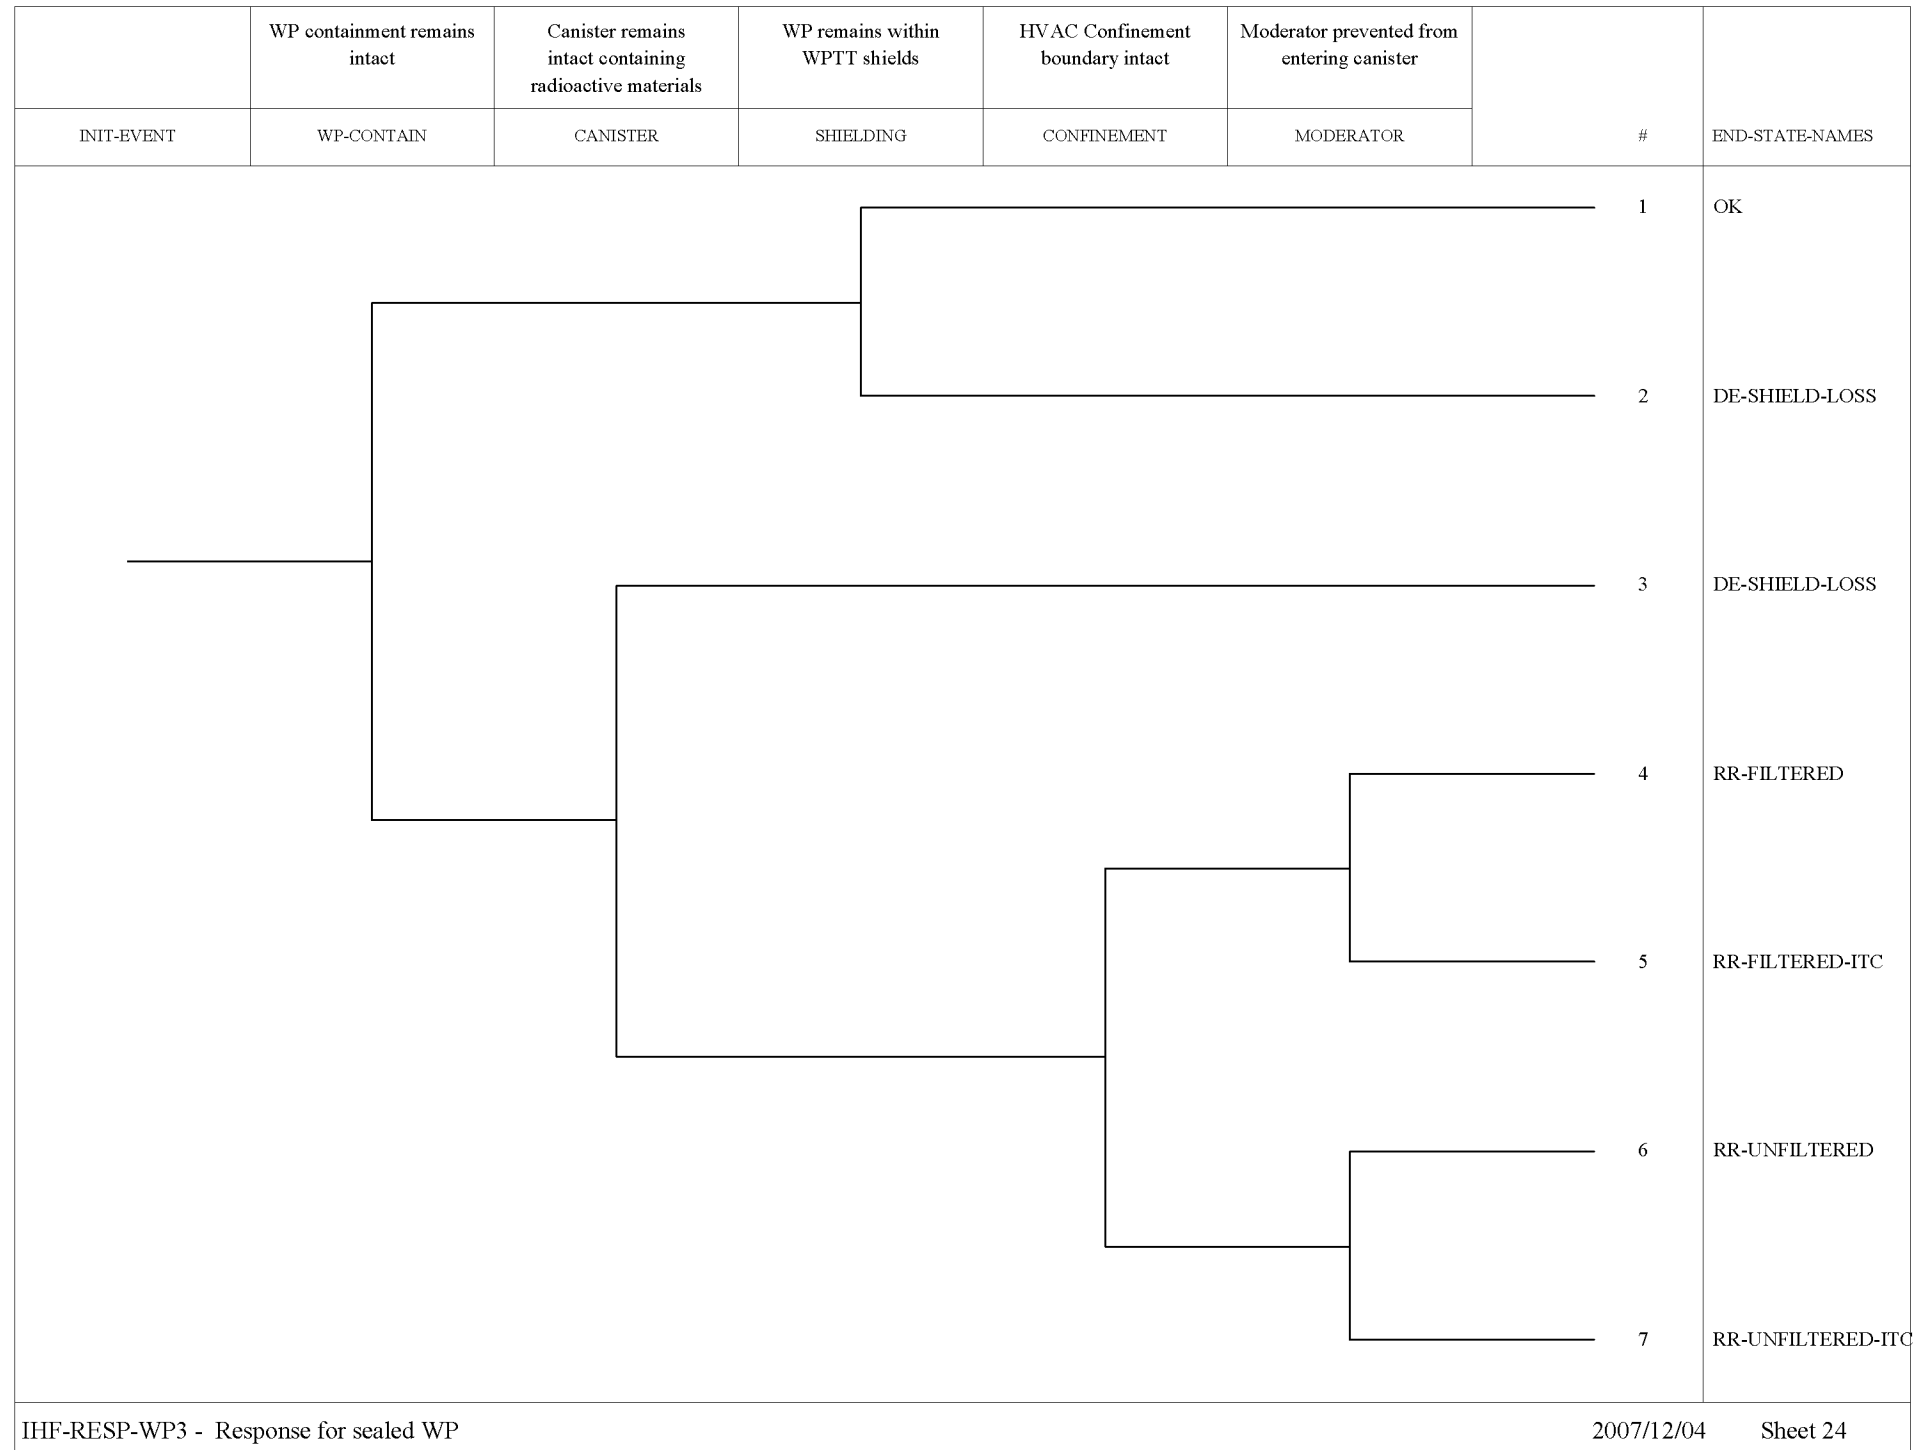 WP containment remains
intact
Canister remains
intact containing
radioactive materials
WP remains within
WPTT shields
HVAC Confinement
boundary intact
Moderator prevented from
entering canister
INIT-EVENT
WP-CONTAIN
CANISTER
SHIELDING
CONFINEMENT
MODERATOR
#
END-STATE-NAMES
1 OK
2 DE-SHIELD-LOSS
3 DE-SHIELD-LOSS
4 RR-FILTERED
5 RR-FILTERED-ITC
6 RR-UNFILTERED
7 RR-UNFILTERED-ITC
IHF-RESP-WP3 - Response for sealed WP 2007/12/04 Sheet 24